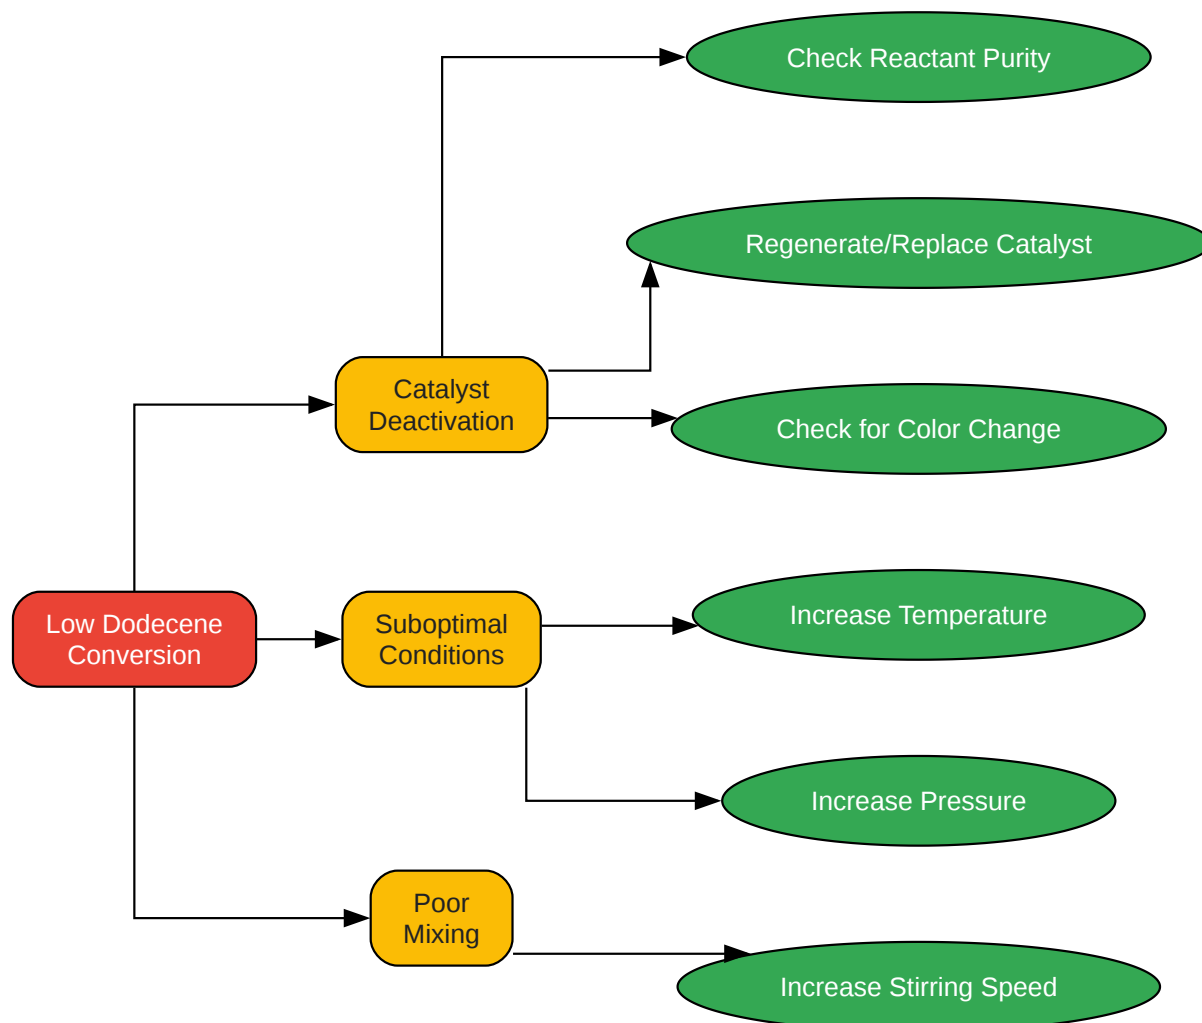 Check Reactant Purity
Regenerate/Replace Catalyst
Catalyst
Deactivation
Check for Color Change
Low Dodecene
Conversion
Suboptimal
Conditions
Increase Temperature
Increase Pressure
Poor
Mixing
Increase Stirring Speed